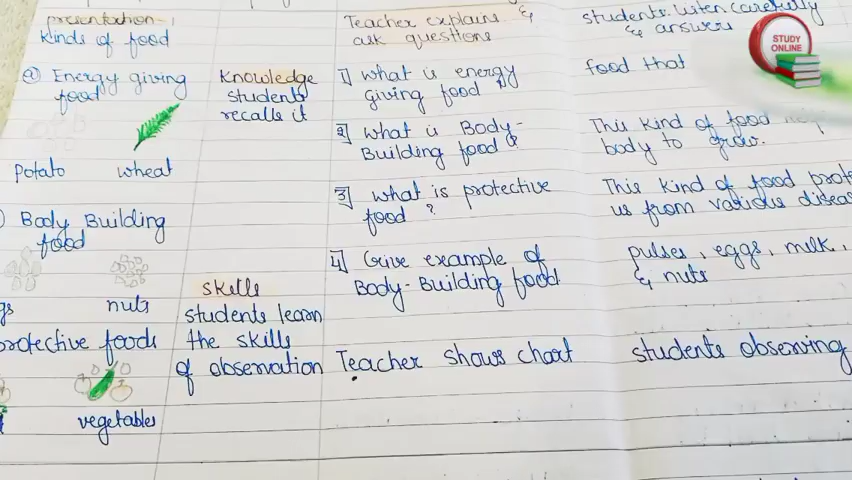 presentation-1
kinds of food
@ Energy giving
food
Potato wheat
Body Building
food
nuts
protective foods
vegetables
Knowledge
students
recalls it
skills
students learn
the skills
of observation
Teacher explains &
ask questions
1] what is energy
giving food?
2] what is Body-
Building food?
3] what is protective
food?
4] Give example of
Body-Building food
Teacher shows chart
students listen carefully
& answers
food that
This kind of food
body to grow.
This kind of food
us from various
pulses, eggs, milk,
& nuts
students observing
STUDY
ONLINE